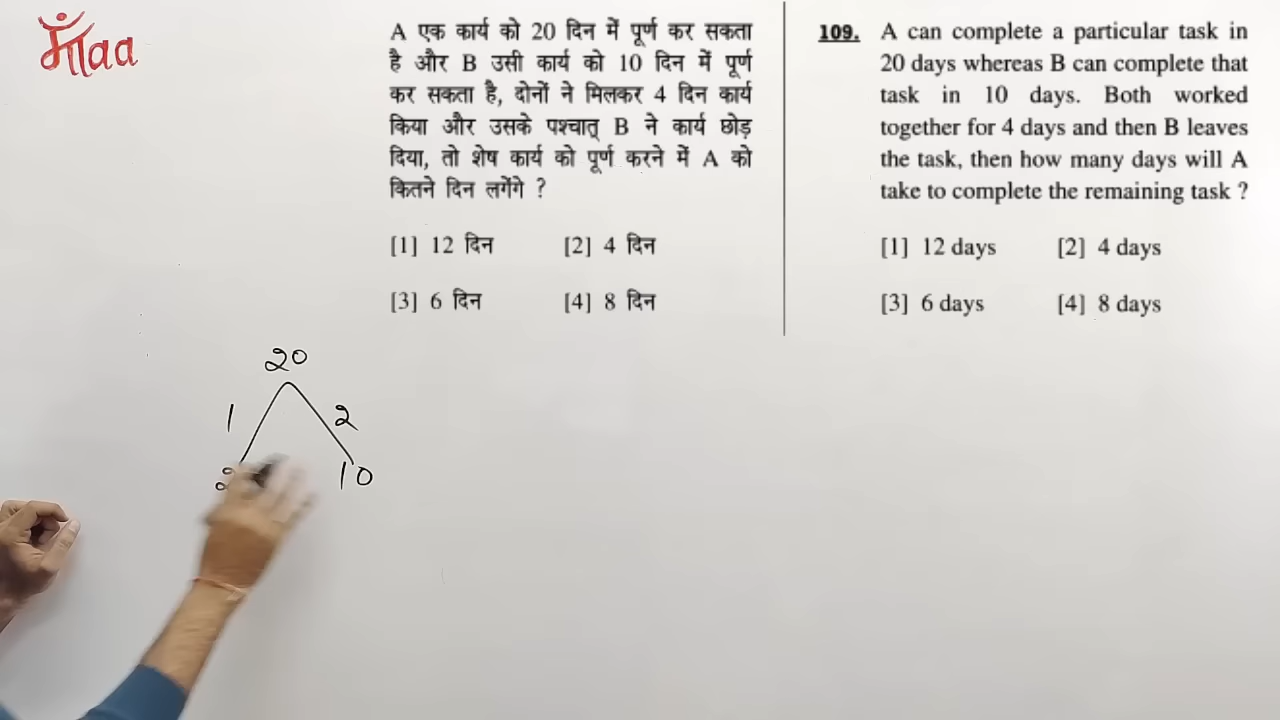 माँaa
A एक कार्य को 20 दिन में पूर्ण कर सकता
है और B उसी कार्य को 10 दिन में पूर्ण
कर सकता है, दोनों ने मिलकर 4 दिन कार्य
किया और उसके पश्चात् B ने कार्य छोड़
दिया, तो शेष कार्य को पूर्ण करने में A को
कितने दिन लगेंगे ?
[1] 12 दिन [2] 4 दिन
[3] 6 दिन [4] 8 दिन
109. A can complete a particular task in
20 days whereas B can complete that
task in 10 days. Both worked
together for 4 days and then B leaves
the task, then how many days will A
take to complete the remaining task ?
[1] 12 days [2] 4 days
[3] 6 days [4] 8 days
20
1 2
10